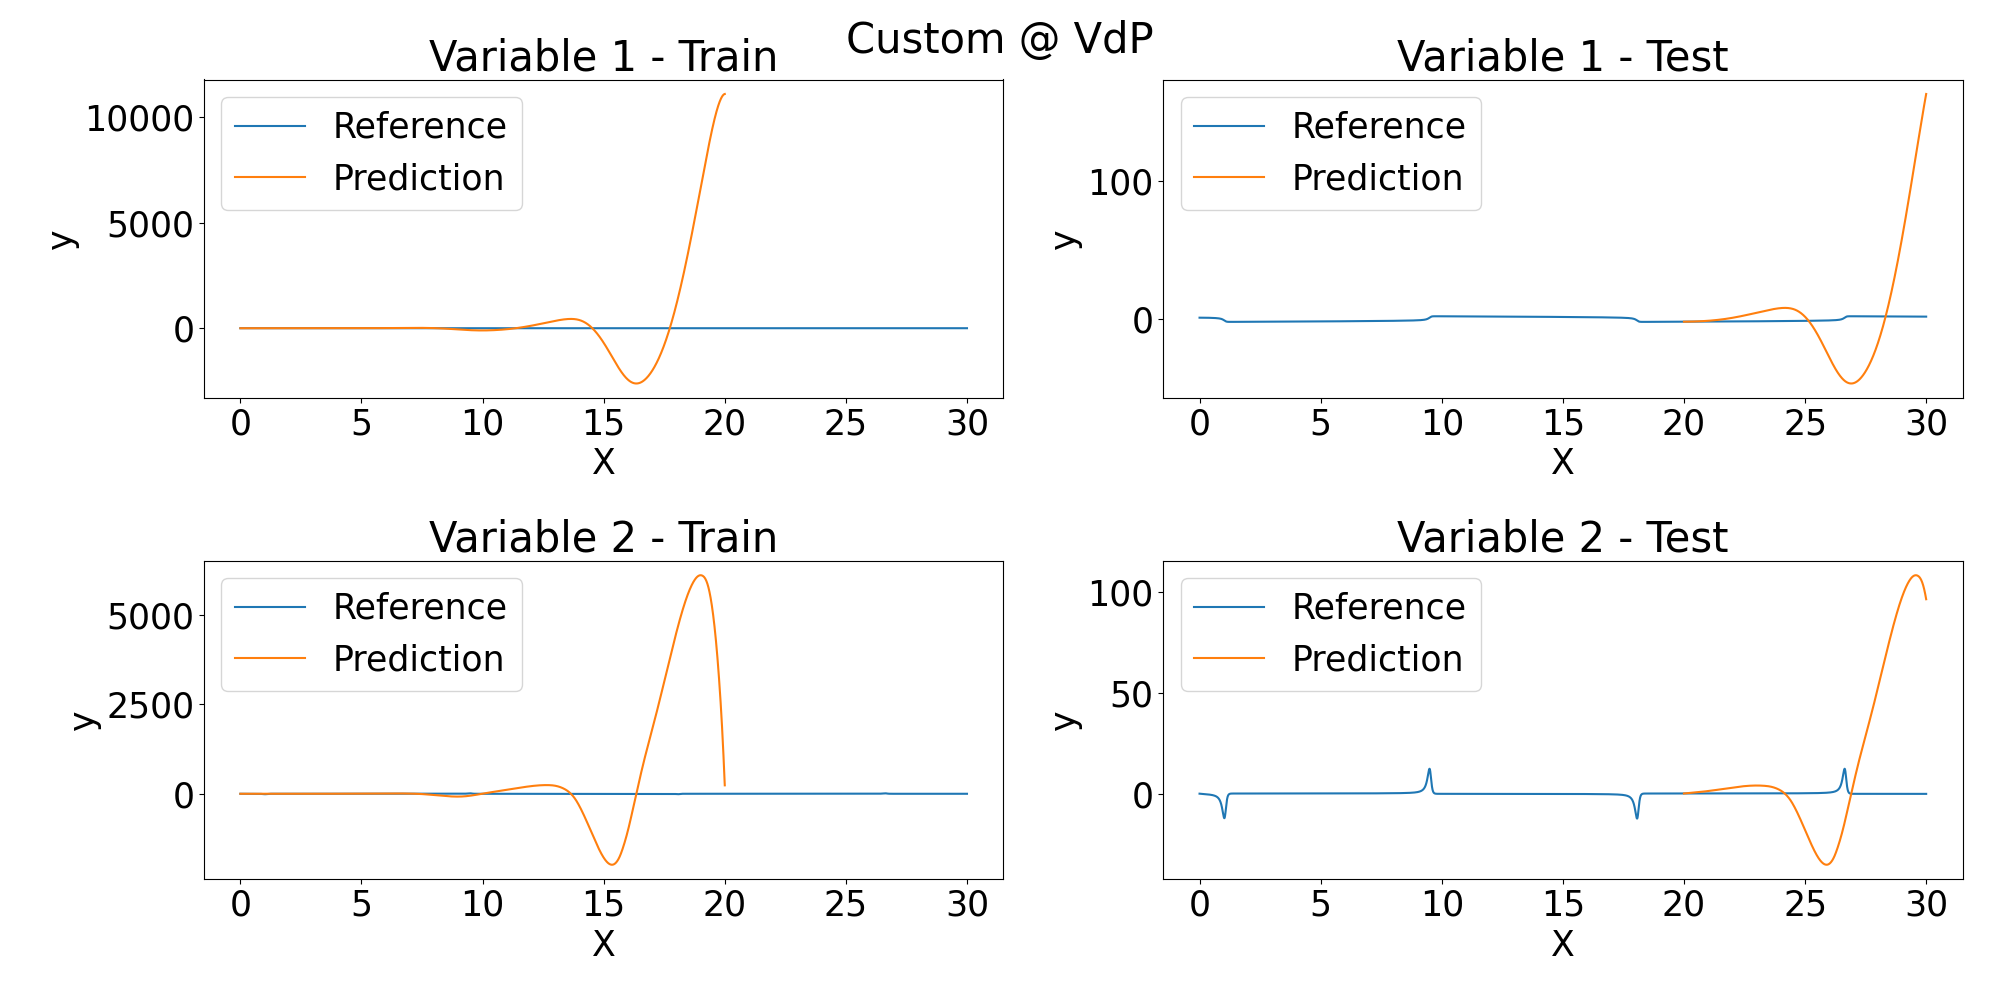 Custom @ VdP
Variable 1 - Train
10000
5000
0
y
Reference
Prediction
0 5 10 15 20 25 30
X
Variable 1 - Test
100
0
y
Reference
Prediction
0 5 10 15 20 25 30
X
Variable 2 - Train
5000
2500
0
y
Reference
Prediction
0 5 10 15 20 25 30
X
Variable 2 - Test
100
50
0
y
Reference
Prediction
0 5 10 15 20 25 30
X